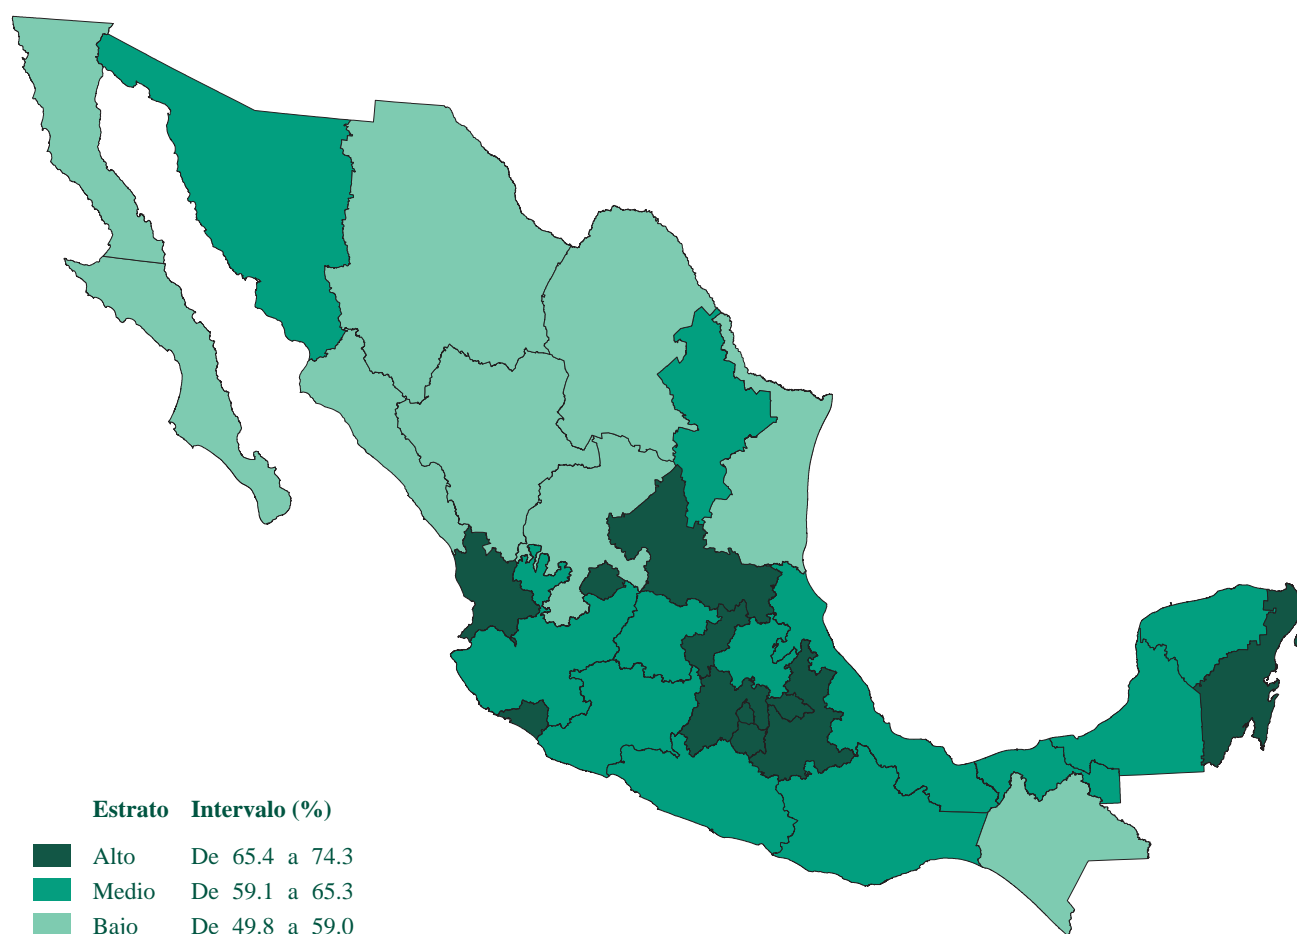 Estrato Intervalo (%)
Alto De 65.4 a 74.3
Medio De 59.1 a 65.3
Bajo De 49.8 a 59.0